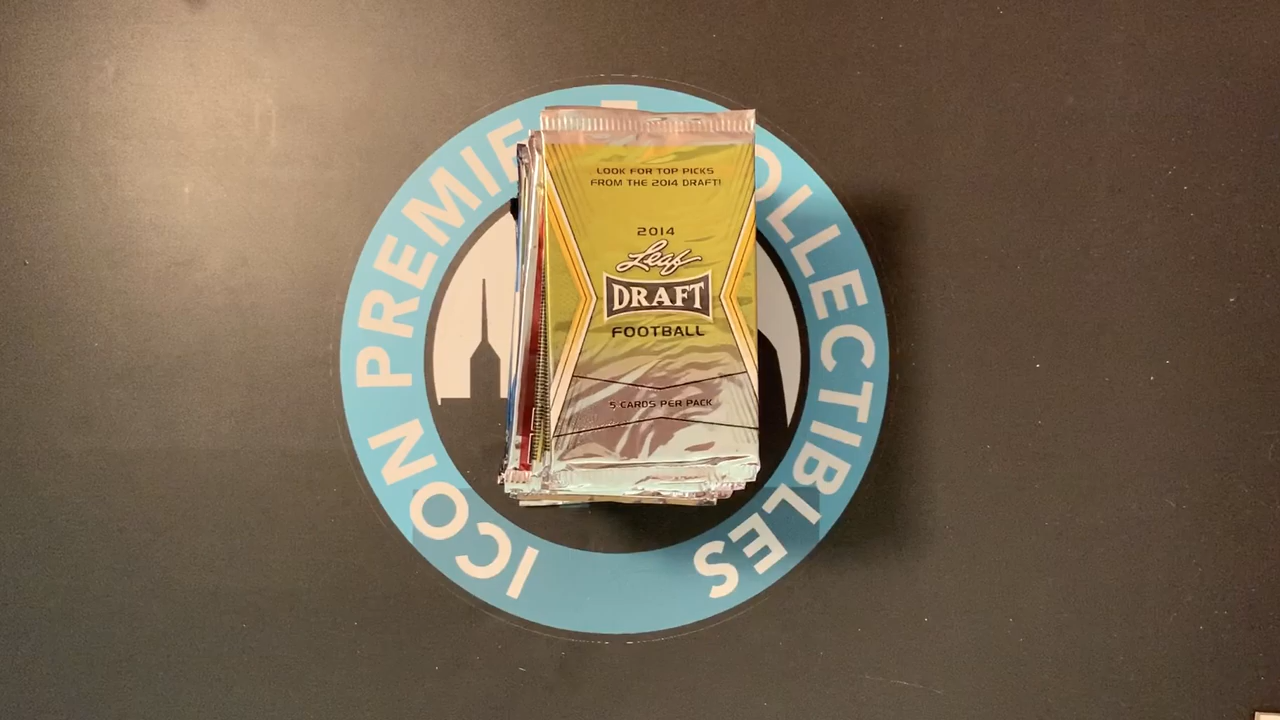 ICON PREMIE
OLLECTIBLES
LOOK FOR TOP PICKS
FROM THE 2014 DRAFT!
2014
Leaf
DRAFT
FOOTBALL
5 CARDS PER PACK